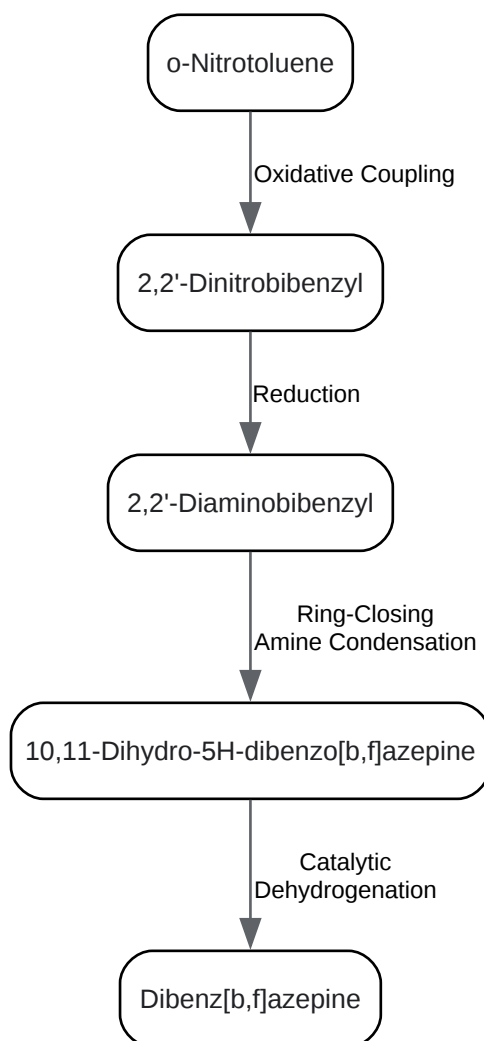 o-Nitrotoluene
Oxidative Coupling
2,2'-Dinitrobibenzyl
Reduction
2,2'-Diaminobibenzyl
Ring-Closing
Amine Condensation
10,11-Dihydro-5H-dibenzo[b,f]azepine
Catalytic
Dehydrogenation
Dibenz[b,f]azepine